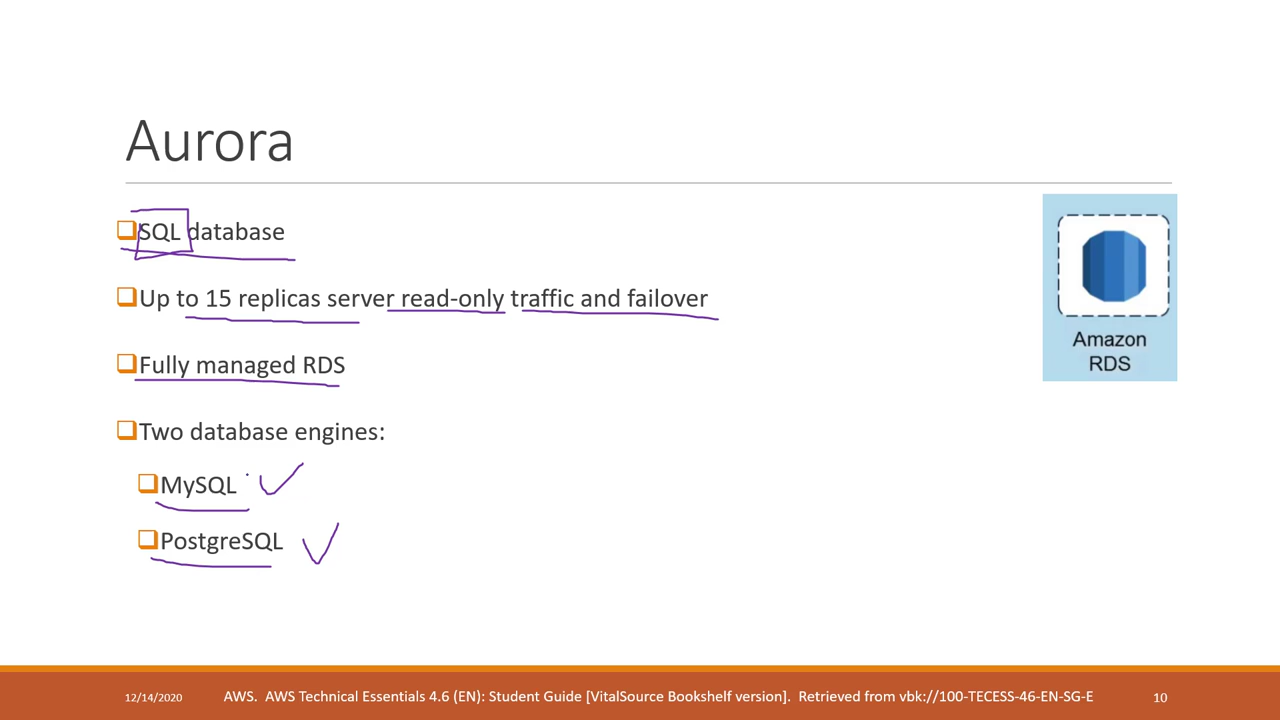 Aurora
SQL database
Up to 15 replicas server read-only traffic and failover
Fully managed RDS
Two database engines:
MySQL
PostgreSQL
Amazon
RDS
12/14/2020
AWS. AWS Technical Essentials 4.6 (EN): Student Guide [VitalSource Bookshelf version]. Retrieved from vbk://100-TECESS-46-EN-SG-E
10